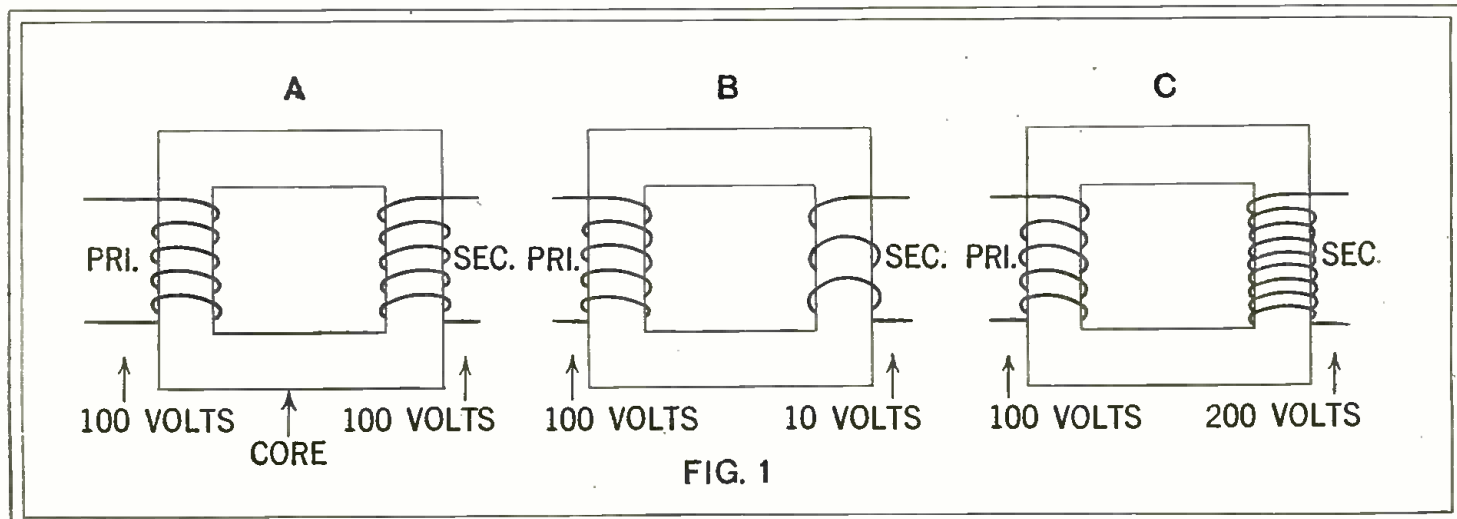 A B C
PRI. SEC. PRI. SEC. PRI. SEC.
100 VOLTS 100 VOLTS 100 VOLTS 10 VOLTS 100 VOLTS 200 VOLTS
CORE
FIG. 1